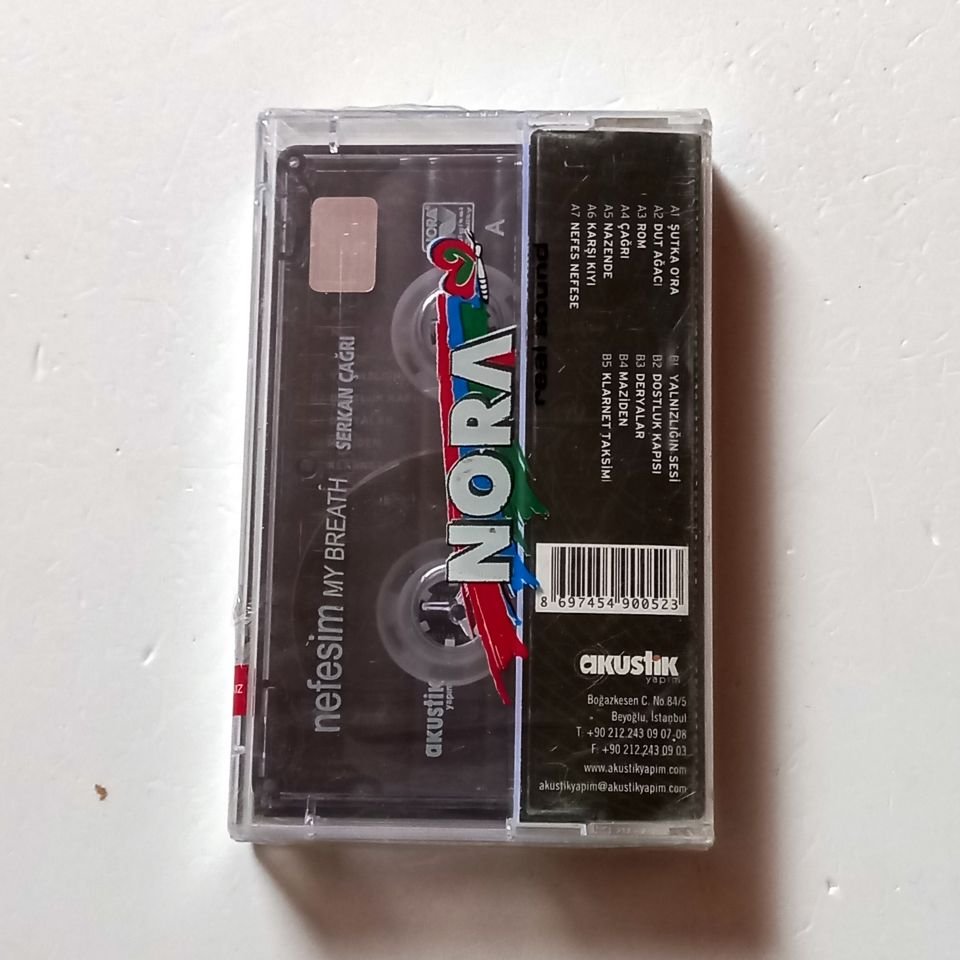 A
NORA
nefesim MY BREATH SERKAN ÇAĞRI
akustik
A1 ŞUTKA O'RA
A2 DUT AĞACI
A3 ROM
A4 ÇAĞRI
A5 NAZENDE
A6 KARŞI KIYI
A7 NEFES NEFESE
B1 YALNIZLIĞIN SESİ
B2 DOSTLUK KAPISI
B3 DERYALAR
B4 MAZİDEN
B5 KLARNET TAKSİMİ
8 697454 900523
akustik
yapım
Boğazkesen C. No.84/5
Beyoğlu, İstanbul
T: +90 212 243 09 07-08
F: +90 212 243 09 03
www.akustikyapim.com
akustikyapim@akustikyapim.com